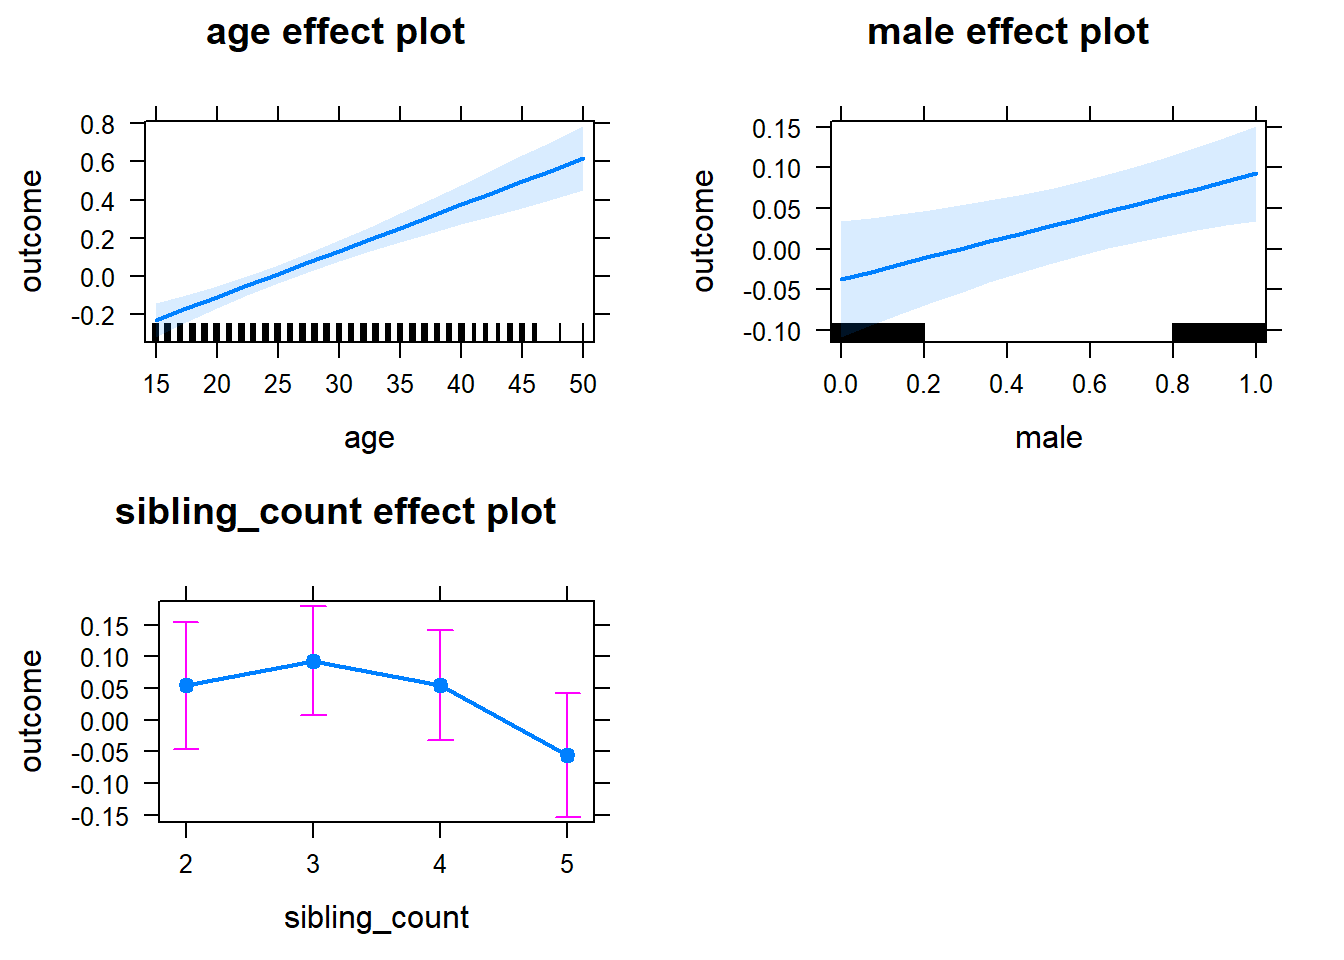 age effect plot
outcome
0.8
0.6
0.4
0.2
0.0
-0.2
15 20 25 30 35 40 45 50
age
male effect plot
outcome
0.15
0.10
0.05
0.00
-0.05
-0.10
0.0 0.2 0.4 0.6 0.8 1.0
male
sibling_count effect plot
outcome
0.15
0.10
0.05
0.00
-0.05
-0.10
-0.15
2 3 4 5
sibling_count